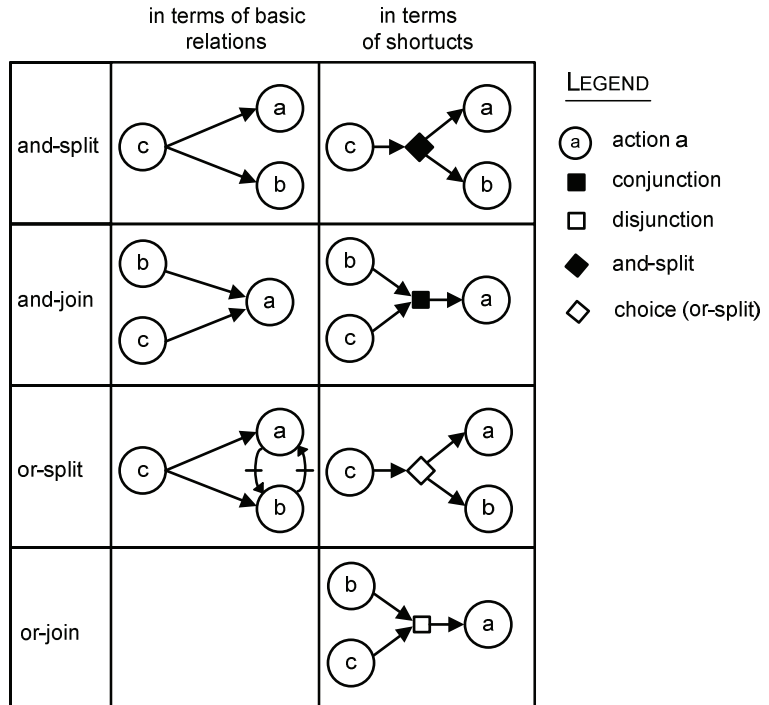 in terms of basic relations
in terms of shortucts
LEGEND
and-split
c
a
b
c
a
b
and-join
b
c
a
b
c
a
or-split
c
a
b
c
a
b
or-join
b
c
a
a action a
conjunction
disjunction
and-split
choice (or-split)